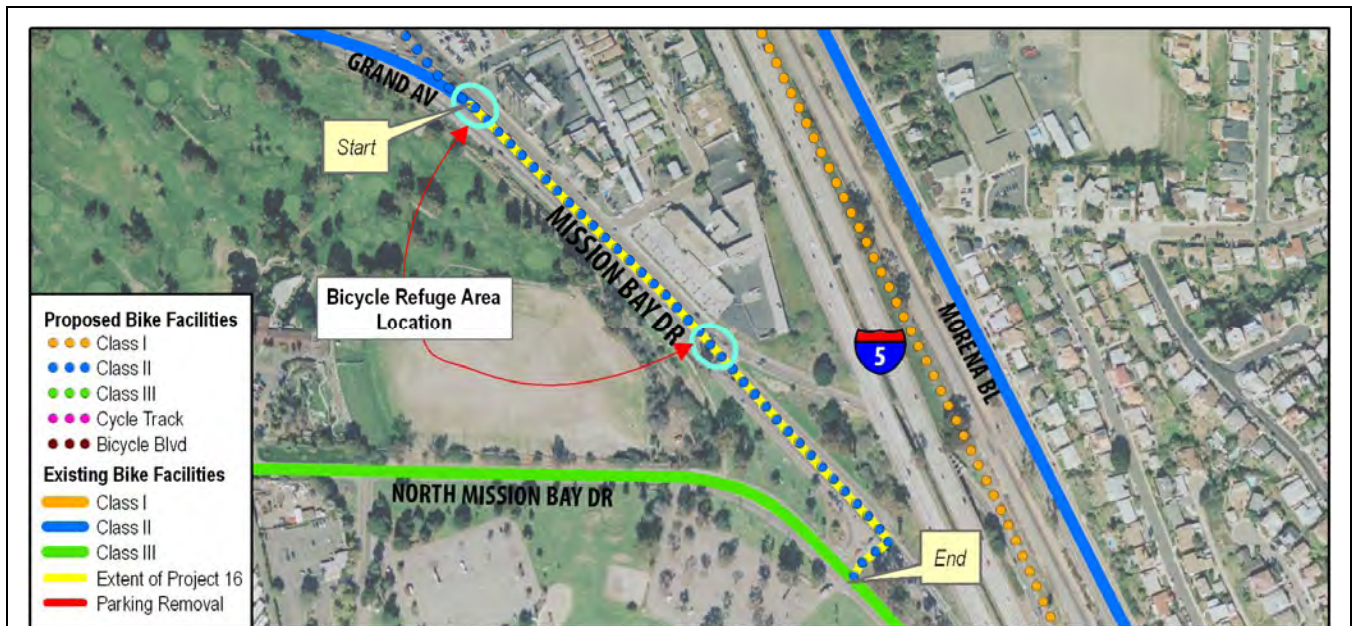 GRAND AV
Start
MISSION BAY DR
Bicycle Refuge Area
Location
5
MORENA BL
NORTH MISSION BAY DR
End
Proposed Bike Facilities
Class I
Class II
Class III
Cycle Track
Bicycle Blvd
Existing Bike Facilities
Class I
Class II
Class III
Extent of Project 16
Parking Removal